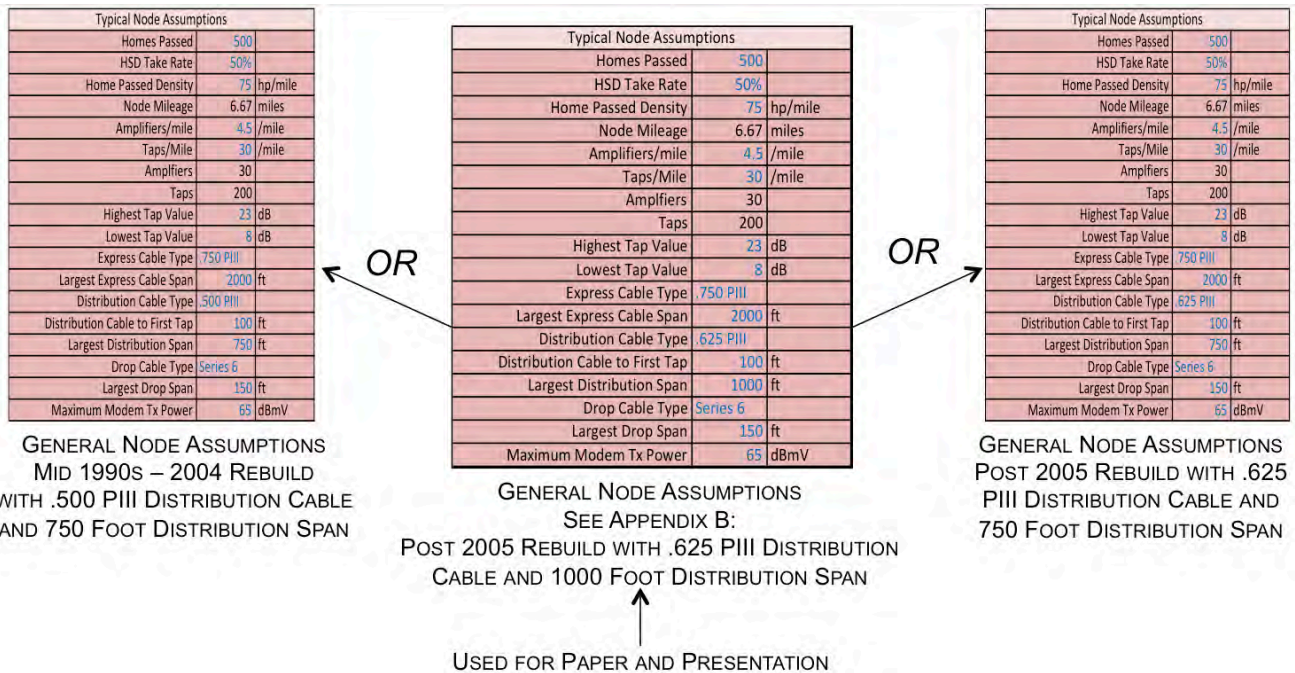 Typical Node Assumptions
Homes Passed 500
HSD Take Rate 50%
Home Passed Density 75 hp/mile
Node Mileage 6.67 miles
Amplifiers/mile 4.5 /mile
Taps/Mile 30 /mile
Amplfiers 30
Taps 200
Highest Tap Value 23 dB
Lowest Tap Value 8 dB
Express Cable Type .750 PIII
Largest Express Cable Span 2000 ft
Distribution Cable Type .500 PIII
Distribution Cable to First Tap 100 ft
Largest Distribution Span 750 ft
Drop Cable Type Series 6
Largest Drop Span 150 ft
Maximum Modem Tx Power 65 dBmV
GENERAL NODE ASSUMPTIONS
MID 1990S – 2004 REBUILD
WITH .500 PIII DISTRIBUTION CABLE
AND 750 FOOT DISTRIBUTION SPAN
OR
Typical Node Assumptions
Homes Passed 500
HSD Take Rate 50%
Home Passed Density 75 hp/mile
Node Mileage 6.67 miles
Amplifiers/mile 4.5 /mile
Taps/Mile 30 /mile
Amplfiers 30
Taps 200
Highest Tap Value 23 dB
Lowest Tap Value 8 dB
Express Cable Type .750 PIII
Largest Express Cable Span 2000 ft
Distribution Cable Type .625 PIII
Distribution Cable to First Tap 100 ft
Largest Distribution Span 1000 ft
Drop Cable Type Series 6
Largest Drop Span 150 ft
Maximum Modem Tx Power 65 dBmV
GENERAL NODE ASSUMPTIONS
SEE APPENDIX B:
POST 2005 REBUILD WITH .625 PIII DISTRIBUTION
CABLE AND 1000 FOOT DISTRIBUTION SPAN
USED FOR PAPER AND PRESENTATION
OR
Typical Node Assumptions
Homes Passed 500
HSD Take Rate 50%
Home Passed Density 75 hp/mile
Node Mileage 6.67 miles
Amplifiers/mile 4.5 /mile
Taps/Mile 30 /mile
Amplfiers 30
Taps 200
Highest Tap Value 23 dB
Lowest Tap Value 8 dB
Express Cable Type .750 PIII
Largest Express Cable Span 2000 ft
Distribution Cable Type .625 PIII
Distribution Cable to First Tap 100 ft
Largest Distribution Span 750 ft
Drop Cable Type Series 6
Largest Drop Span 150 ft
Maximum Modem Tx Power 65 dBmV
GENERAL NODE ASSUMPTIONS
POST 2005 REBUILD WITH .625
PIII DISTRIBUTION CABLE AND
750 FOOT DISTRIBUTION SPAN